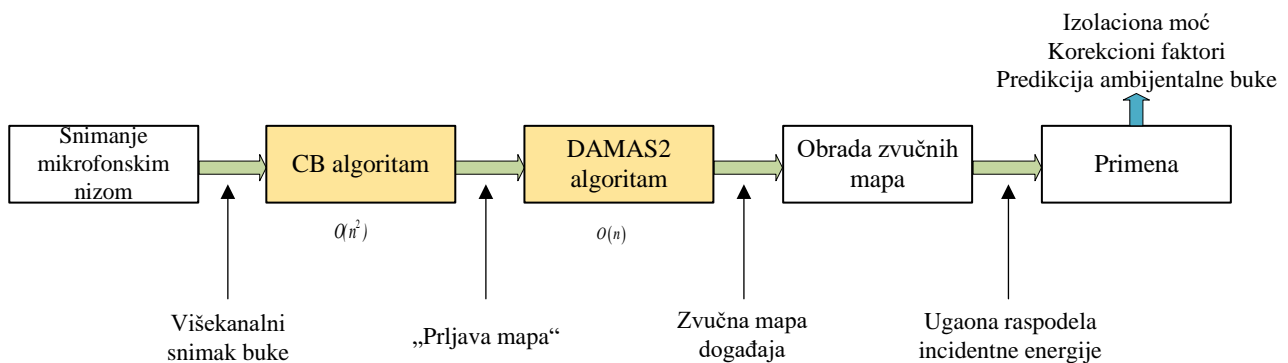 Izolaciona moć
Korekcioni faktori
Predikcija ambijentalne buke
Snimanje
mikrofonskim
nizom
CB algoritam
DAMAS2
algoritam
Obrada zvučnih
mapa
Primena
O(n²)
O(n)
Višekanalni
snimak buke
„Prljava mapa“
Zvučna mapa
događaja
Ugaona raspodela
incidentne energije